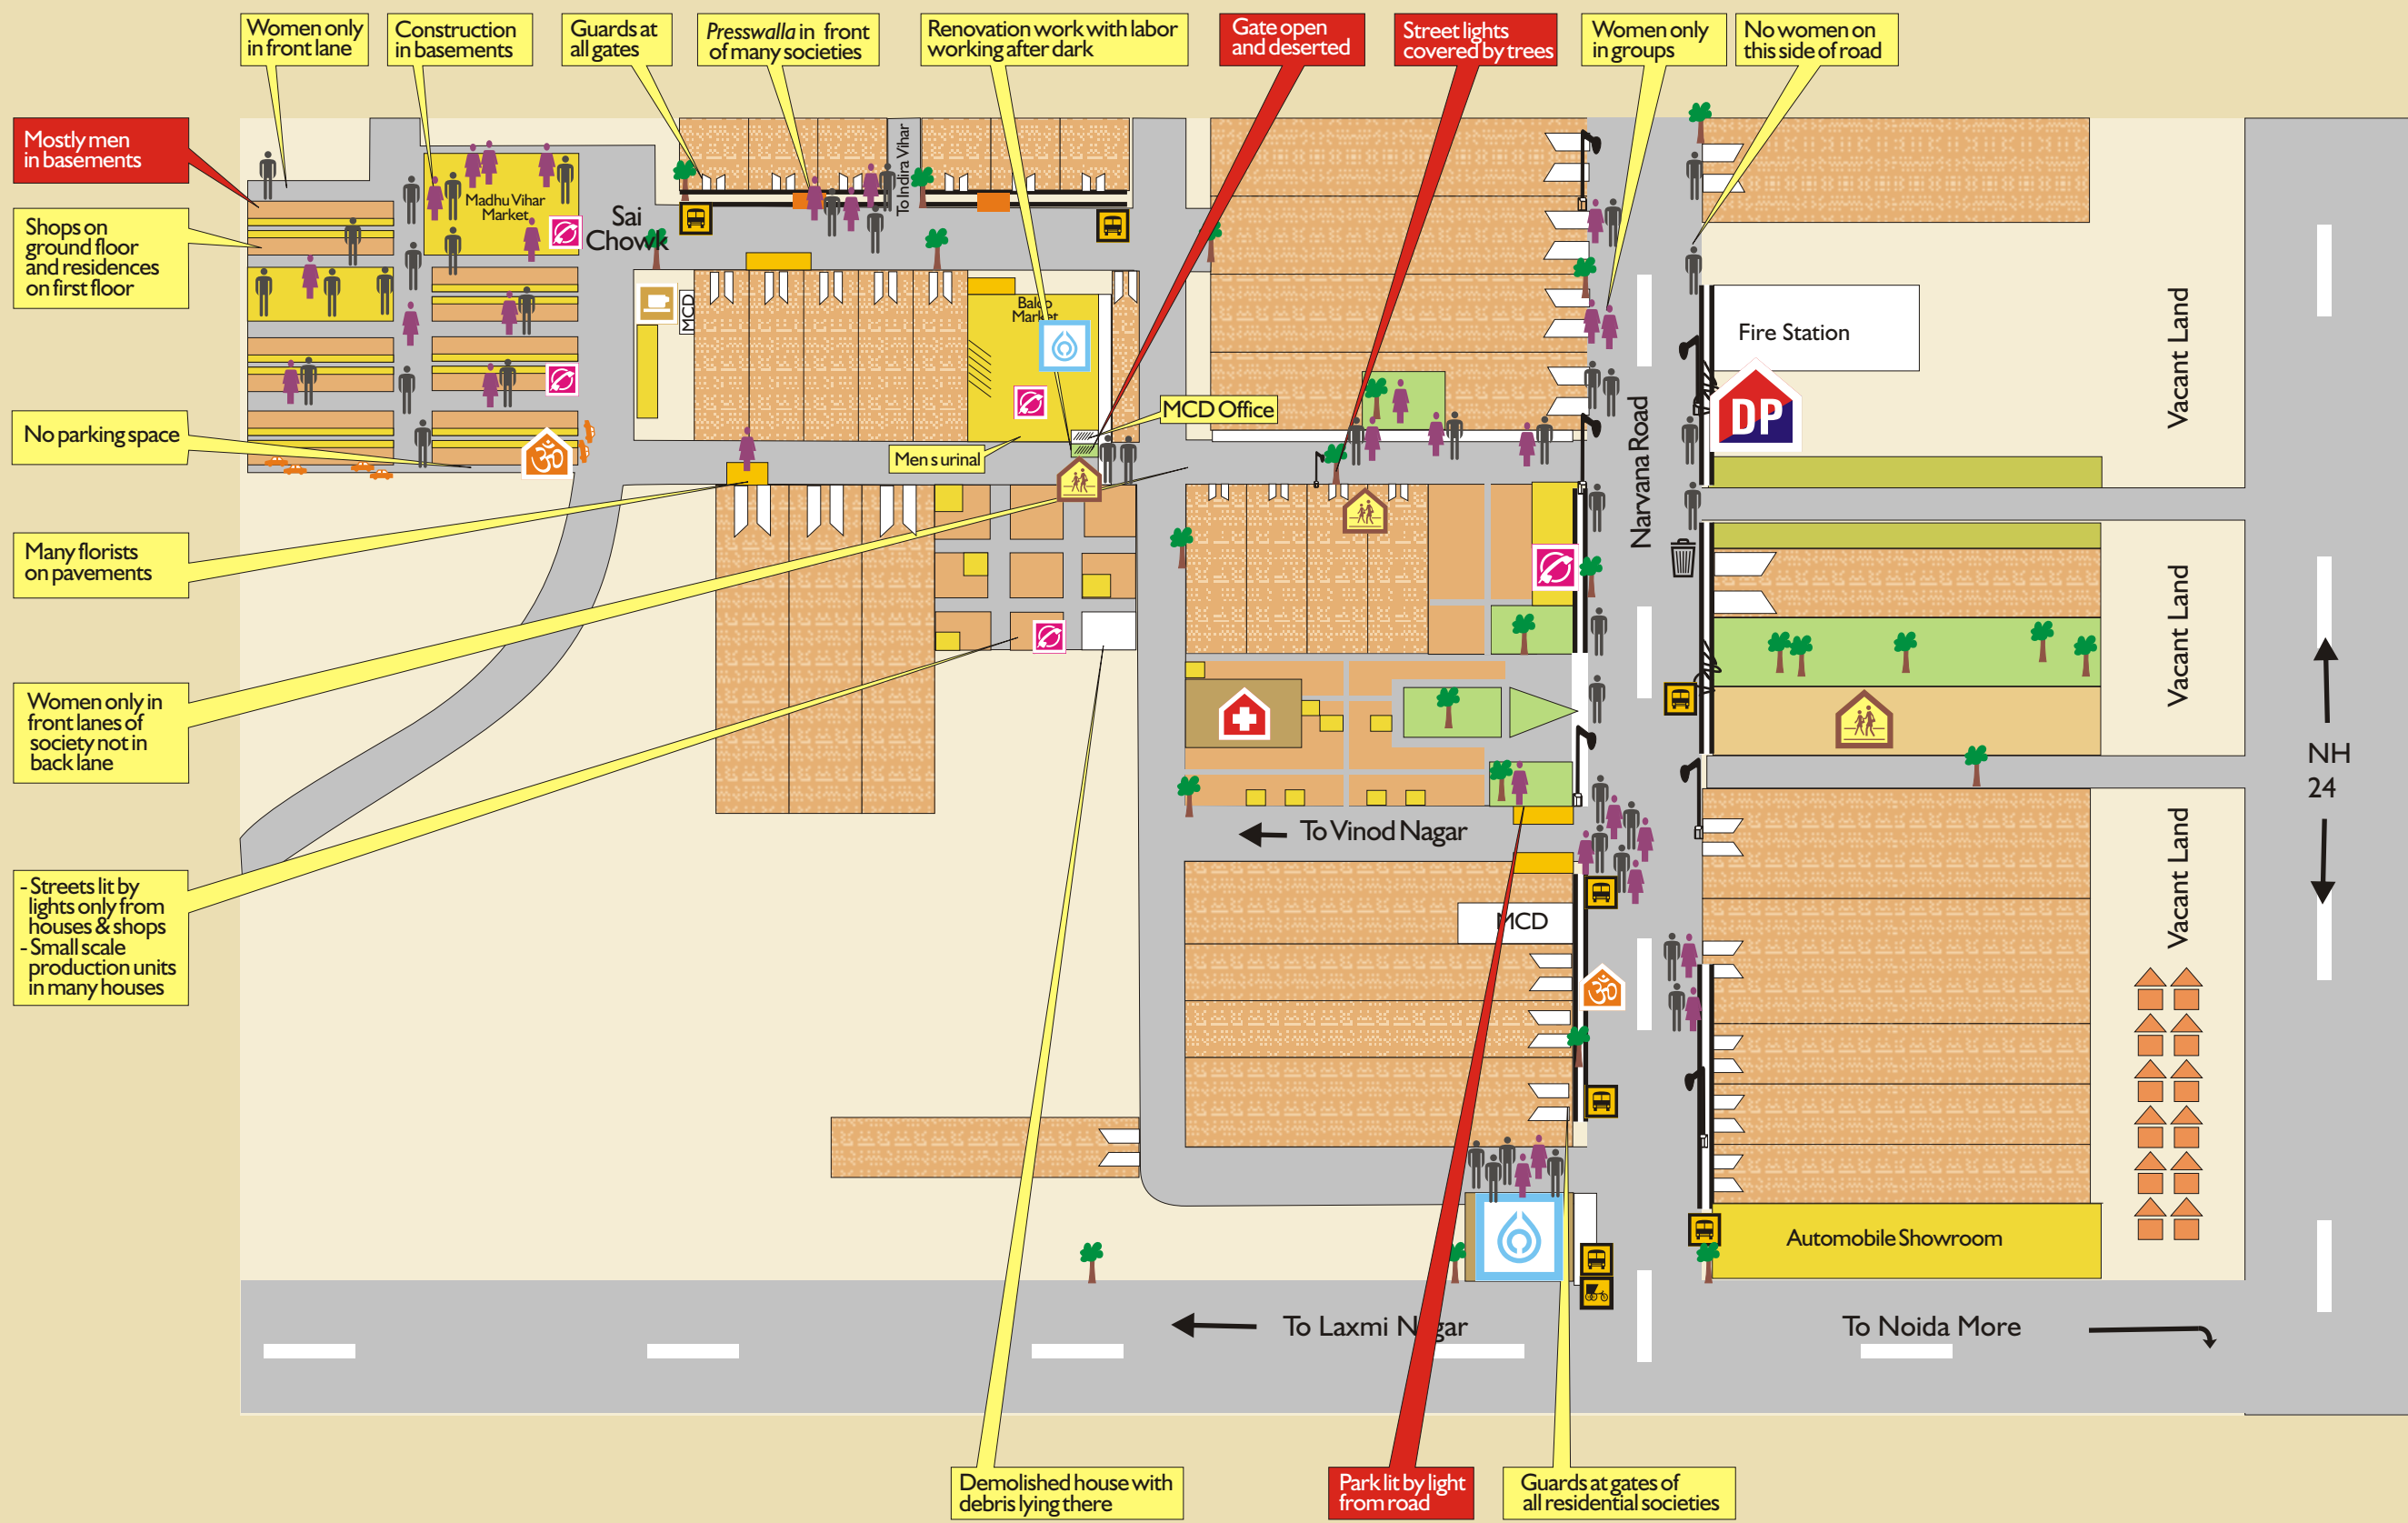 Women only
in front lane
Construction
in basements
Guards at
all gates
Presswalla in front
of many societies
Renovation work with labor
working after dark
Gate open
and deserted
Street lights
covered by trees
Women only
in groups
No women on
this side of road
Mostly men
in basements
Shops on
ground floor
and residences
on first floor
No parking space
Many florists
on pavements
Women only in
front lanes of
society not in
back lane
- Streets lit by
lights only from
houses & shops
- Small scale
production units
in many houses
Madhu Vihar
Market
Sai
Chowk
To Indira Vihar
MCD
Balco
Market
MCD Office
Men s urinal
Narvana Road
Fire Station
DP
Vacant Land
Vacant Land
Vacant Land
NH
24
To Vinod Nagar
MCD
Automobile Showroom
To Laxmi Nagar
To Noida More
Demolished house with
debris lying there
Park lit by light
from road
Guards at gates of
all residential societies